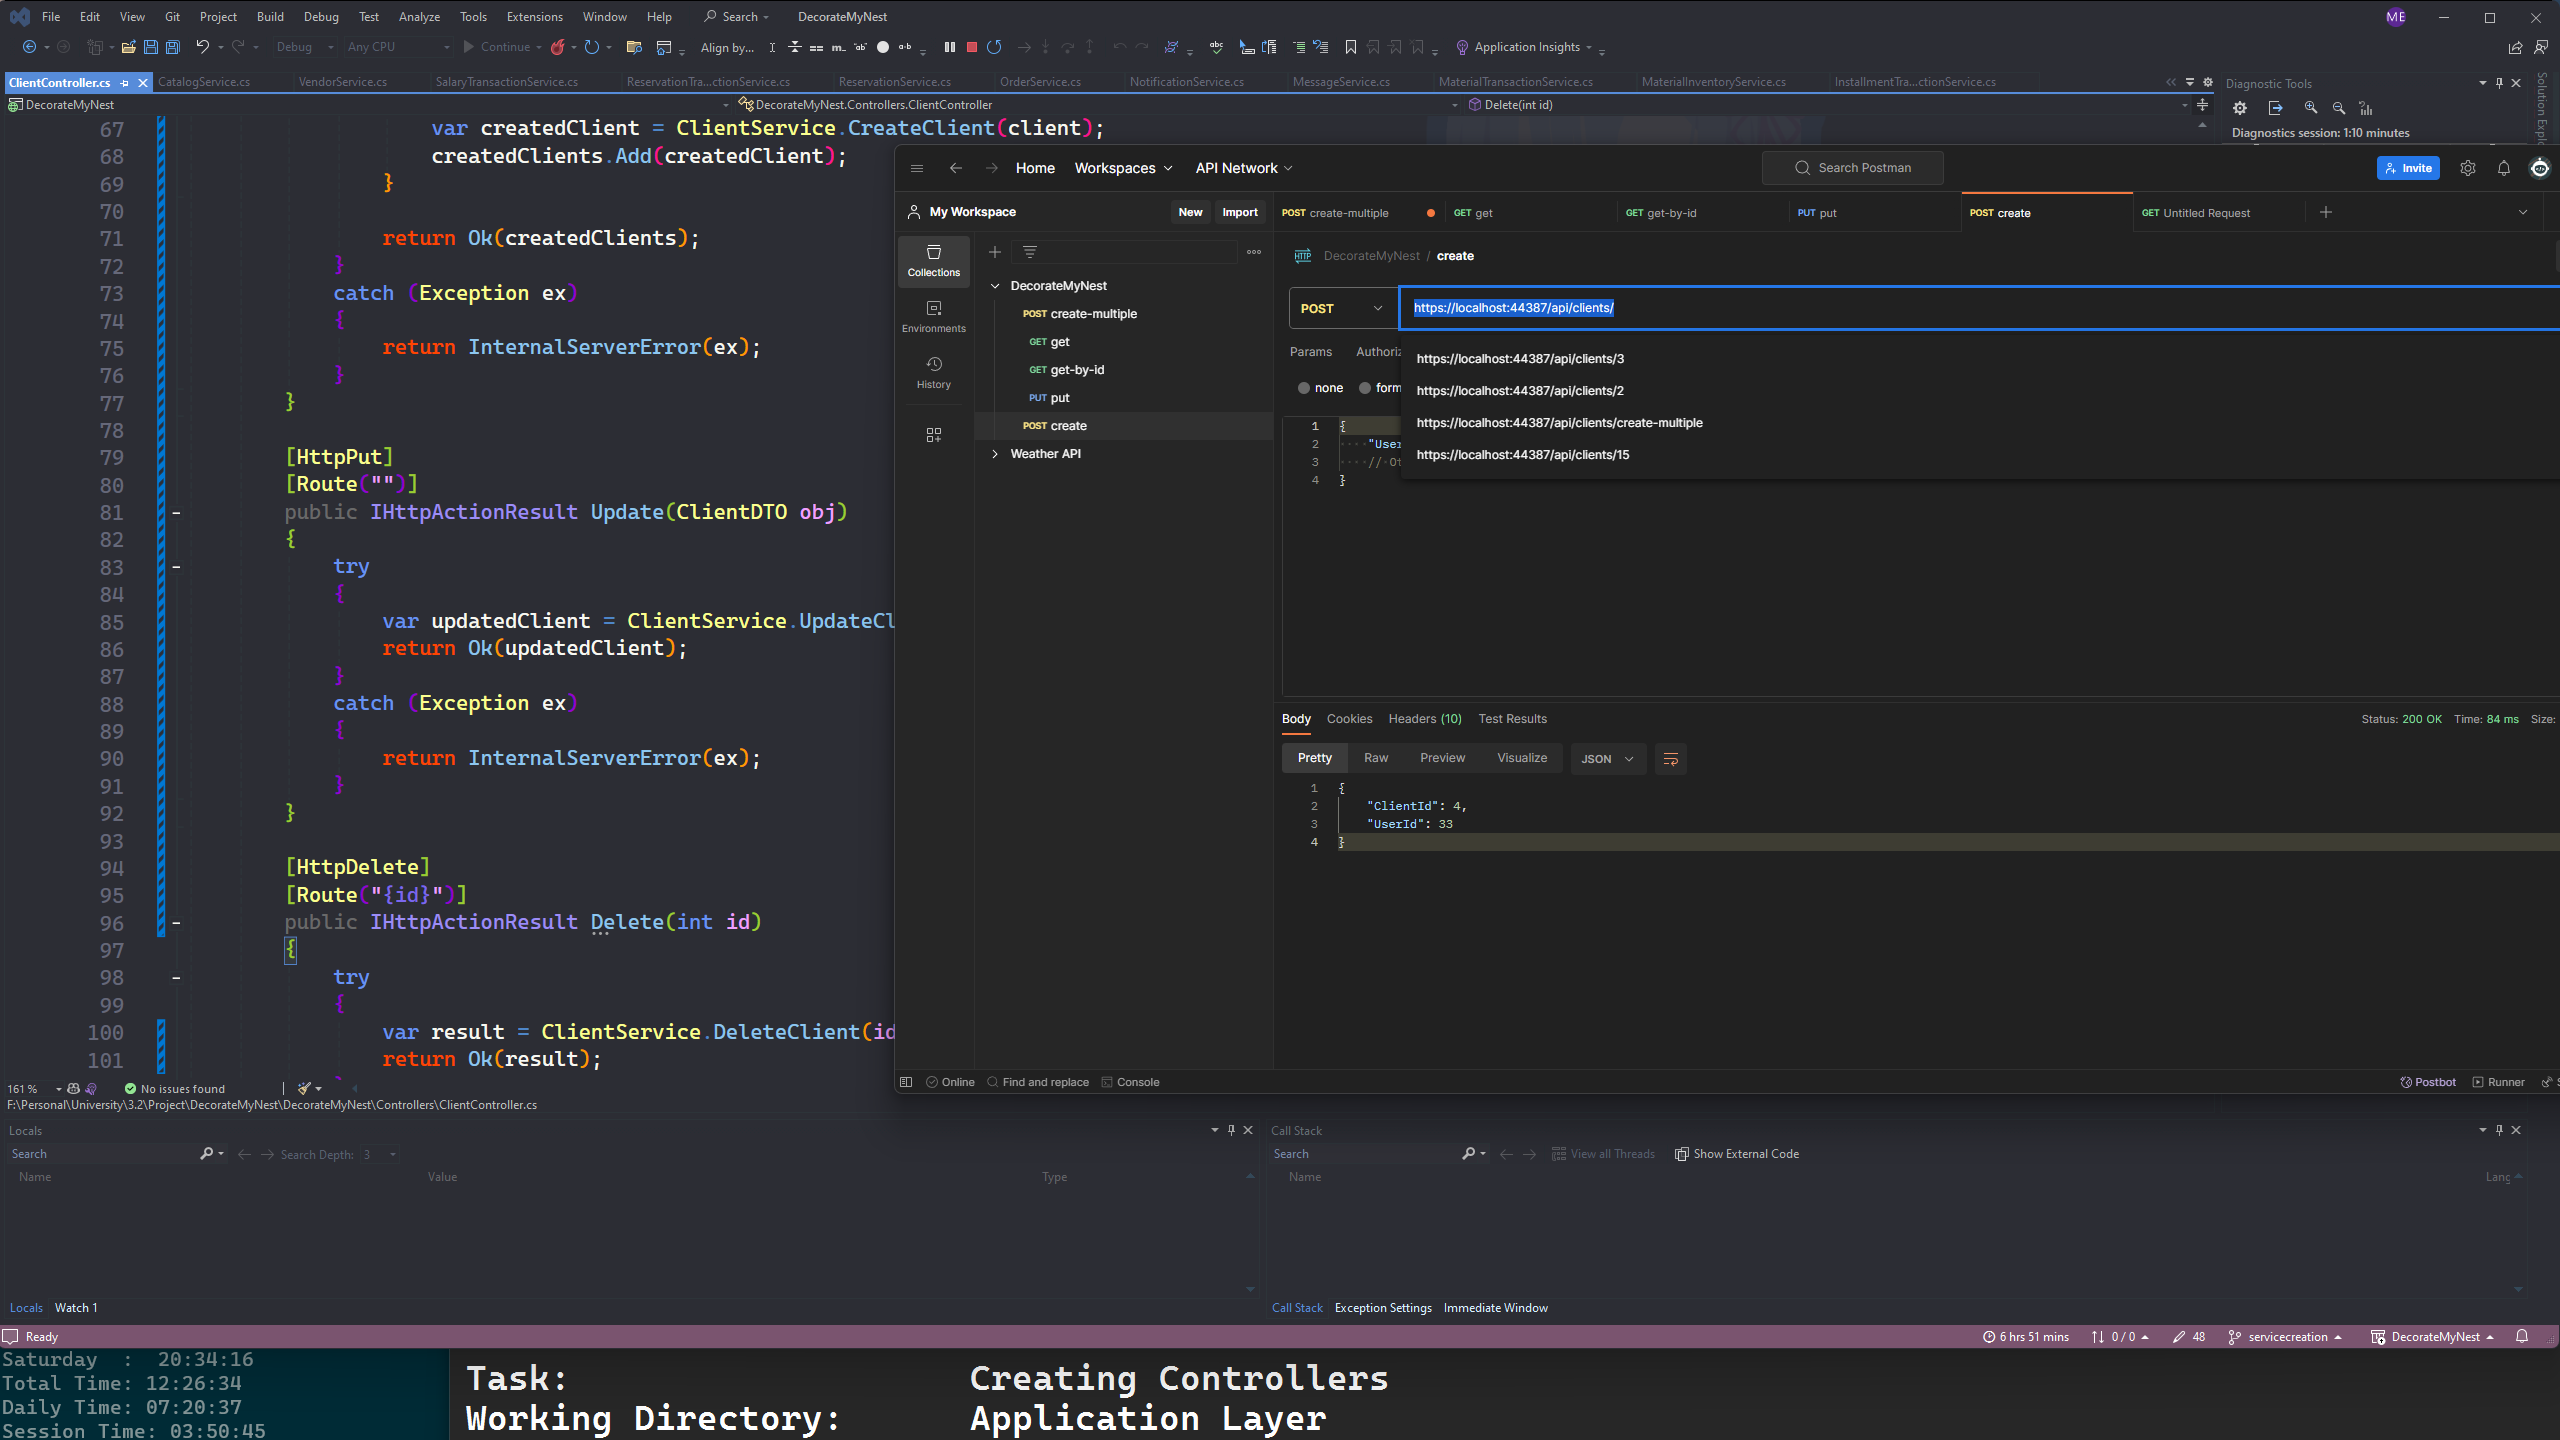 File Edit View Git Project Build Debug Test Analyze Tools Extensions Window Help Search DecorateMyNest ME
Debug Any CPU Continue Align by... Application Insights
ClientController.cs CatalogService.cs VendorService.cs SalaryTransactionService.cs ReservationTra...ctionService.cs ReservationService.cs OrderService.cs NotificationService.cs MessageService.cs MaterialTransactionService.cs MaterialInventoryService.cs InstallmentTra...ctionService.cs
DecorateMyNest DecorateMyNest.Controllers.ClientController Delete(int id)
Diagnostic Tools
Diagnostics session: 1:10 minutes
67 var createdClient = ClientService.CreateClient(client);
68 createdClients.Add(createdClient);
69 }
70
71 return Ok(createdClients);
72 }
73 catch (Exception ex)
74 {
75 return InternalServerError(ex);
76 }
77 }
78
79 [HttpPut]
80 [Route("")]
81 public IHttpActionResult Update(ClientDTO obj)
82 {
83 try
84 {
85 var updatedClient = ClientService.UpdateCl
86 return Ok(updatedClient);
87 }
88 catch (Exception ex)
89 {
90 return InternalServerError(ex);
91 }
92 }
93
94 [HttpDelete]
95 [Route("{id}")]
96 public IHttpActionResult Delete(int id)
97 {
98 try
99 {
100 var result = ClientService.DeleteClient(id
101 return Ok(result);
161 % No issues found
F:\Personal\University\3.2\Project\DecorateMyNest\DecorateMyNest\Controllers\ClientController.cs
Home Workspaces API Network Search Postman Invite
My Workspace New Import
POST create-multiple GET get GET get-by-id PUT put POST create GET Untitled Request
Collections
Environments
History
DecorateMyNest
POST create-multiple
GET get
GET get-by-id
PUT put
POST create
Weather API
HTTP DecorateMyNest / create
POST https://localhost:44387/api/clients/
Params Authoriz
none form
https://localhost:44387/api/clients/3
https://localhost:44387/api/clients/2
https://localhost:44387/api/clients/create-multiple
https://localhost:44387/api/clients/15
1 {
2 "User
3 // Ot
4 }
Body Cookies Headers (10) Test Results Status: 200 OK Time: 84 ms Size:
Pretty Raw Preview Visualize JSON
1 {
2 "ClientId": 4,
3 "UserId": 33
4 }
Online Find and replace Console Postbot Runner
Locals
Search Search Depth: 3
Name Value Type
Locals Watch 1
Call Stack
Search View all Threads Show External Code
Name Lang
Call Stack Exception Settings Immediate Window
Ready 6 hrs 51 mins 0 / 0 48 servicecreation DecorateMyNest
Saturday : 20:34:16
Total Time: 12:26:34
Daily Time: 07:20:37
Session Time: 03:50:45
Task: Creating Controllers
Working Directory: Application Layer